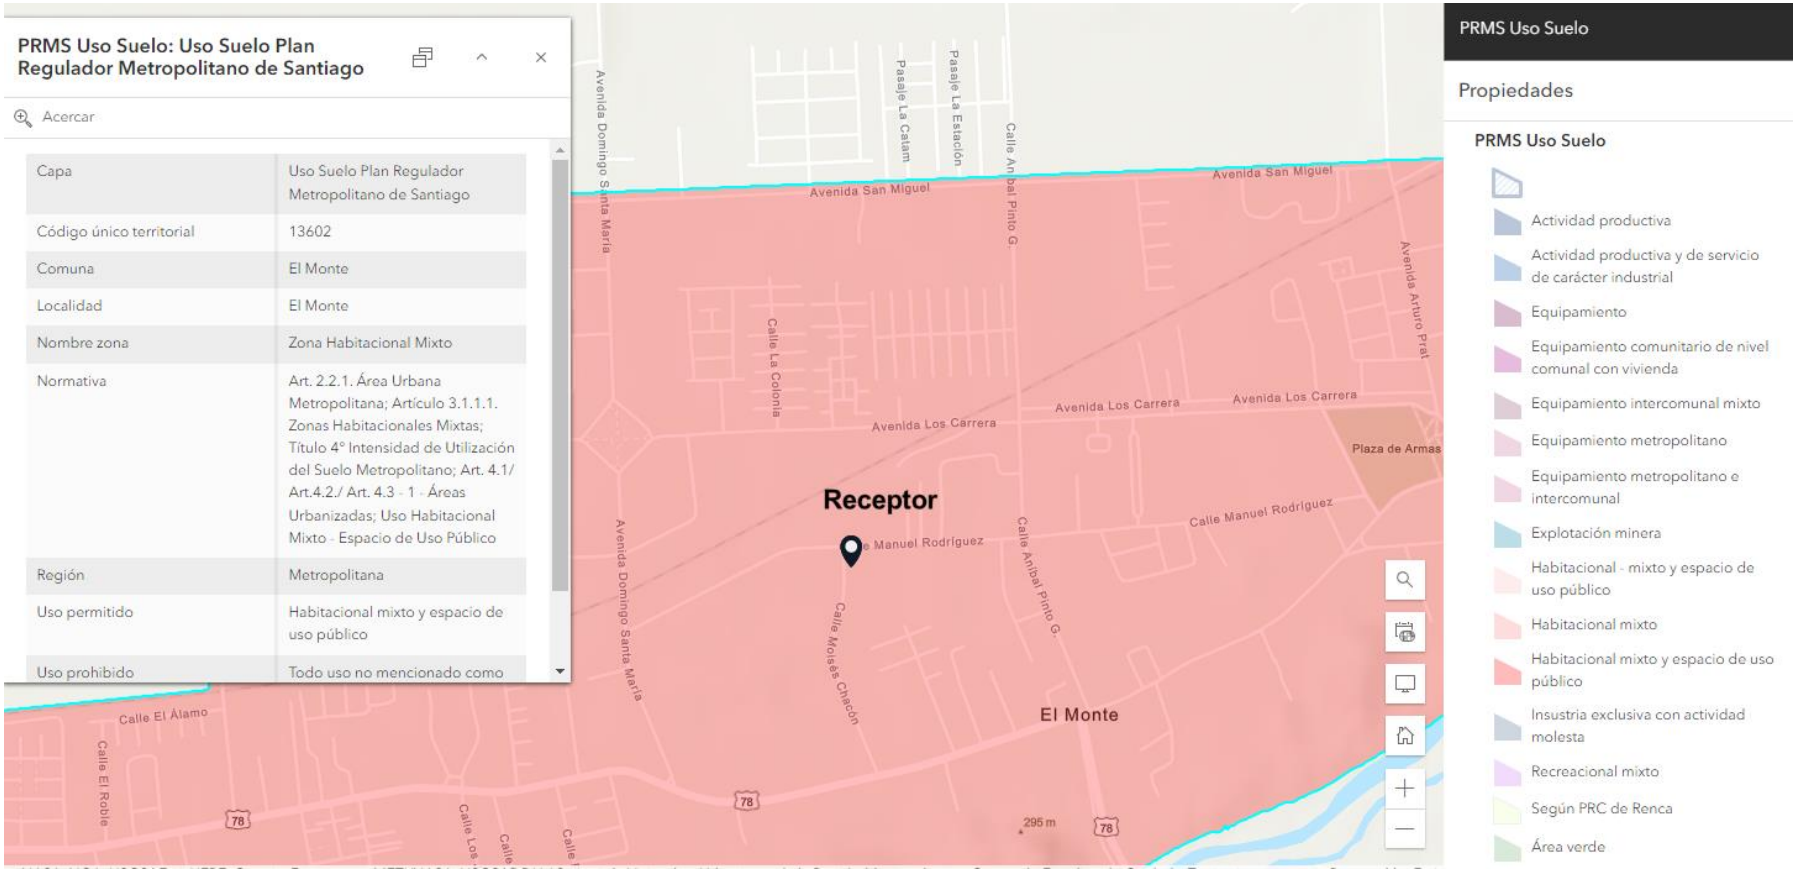 PRMS Uso Suelo: Uso Suelo Plan
Regulador Metropolitano de Santiago
Acercar
Capa
Uso Suelo Plan Regulador
Metropolitano de Santiago
Código único territorial
13602
Comuna
El Monte
Localidad
El Monte
Nombre zona
Zona Habitacional Mixto
Normativa
Art. 2.2.1. Área Urbana
Metropolitana; Artículo 3.1.1.1.
Zonas Habitacionales Mixtas;
Título 4° Intensidad de Utilización
del Suelo Metropolitano; Art. 4.1/
Art.4.2./ Art. 4.3 - 1 - Áreas
Urbanizadas; Uso Habitacional
Mixto - Espacio de Uso Público
Región
Metropolitana
Uso permitido
Habitacional mixto y espacio de
uso público
Uso prohibido
Todo uso no mencionado como
Avenida Domingo Santa María
Pasaje La Catam
Pasaje La Estación
Calle Aníbal Pinto G.
Avenida San Miguel
Avenida San Miguel
Avenida Arturo Prat
Calle La Colonia
Avenida Los Carrera
Avenida Los Carrera
Avenida Los Carrera
Plaza de Armas
Receptor
e Manuel Rodríguez
Calle Manuel Rodríguez
Avenida Domingo Santa María
Calle Aníbal Pinto G.
Calle Moisés Chacón
El Monte
Calle El Álamo
Calle El Roble
78
Calle Los
Calle
Calle
78
295 m
78
PRMS Uso Suelo
Propiedades
PRMS Uso Suelo
Actividad productiva
Actividad productiva y de servicio
de carácter industrial
Equipamiento
Equipamiento comunitario de nivel
comunal con vivienda
Equipamiento intercomunal mixto
Equipamiento metropolitano
Equipamiento metropolitano e
intercomunal
Explotación minera
Habitacional - mixto y espacio de
uso público
Habitacional mixto
Habitacional mixto y espacio de uso
público
Insustria exclusiva con actividad
molesta
Recreacional mixto
Según PRC de Renca
Área verde